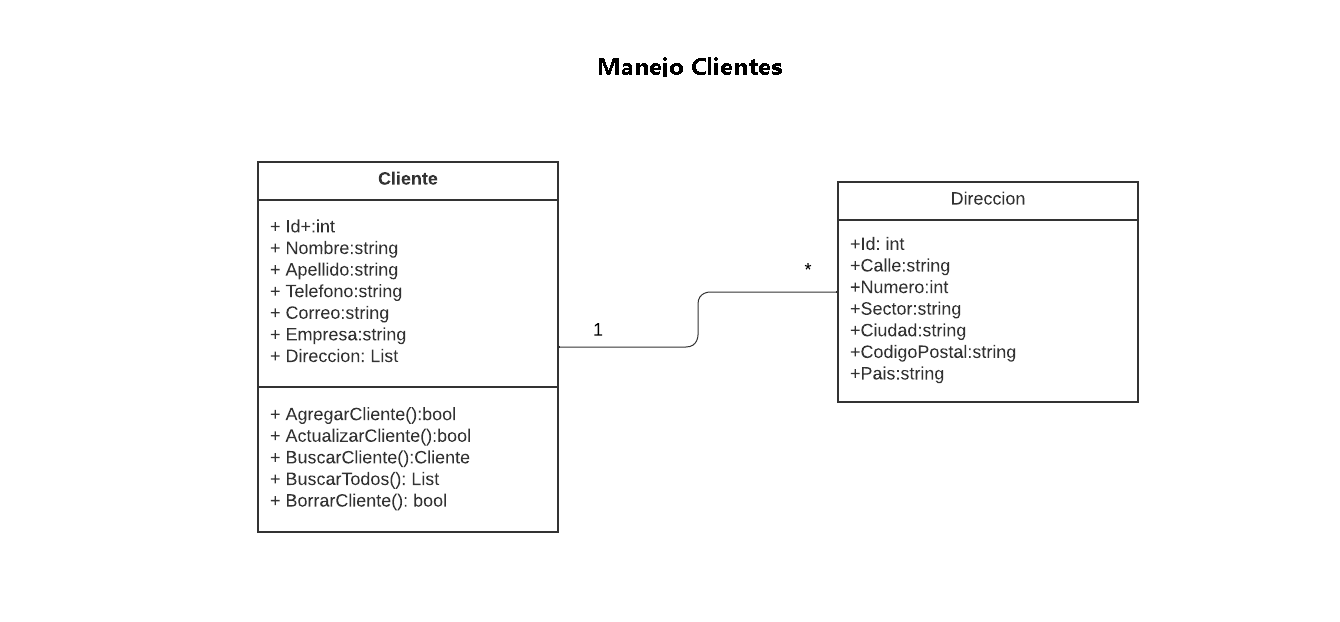 Manejo Clientes
Cliente
+ Id+:int
+ Nombre:string
+ Apellido:string
+ Telefono:string
+ Correo:string
+ Empresa:string
+ Direccion: List
+ AgregarCliente():bool
+ ActualizarCliente():bool
+ BuscarCliente():Cliente
+ BuscarTodos(): List
+ BorrarCliente(): bool
1
*
Direccion
+Id: int
+Calle:string
+Numero:int
+Sector:string
+Ciudad:string
+CodigoPostal:string
+Pais:string